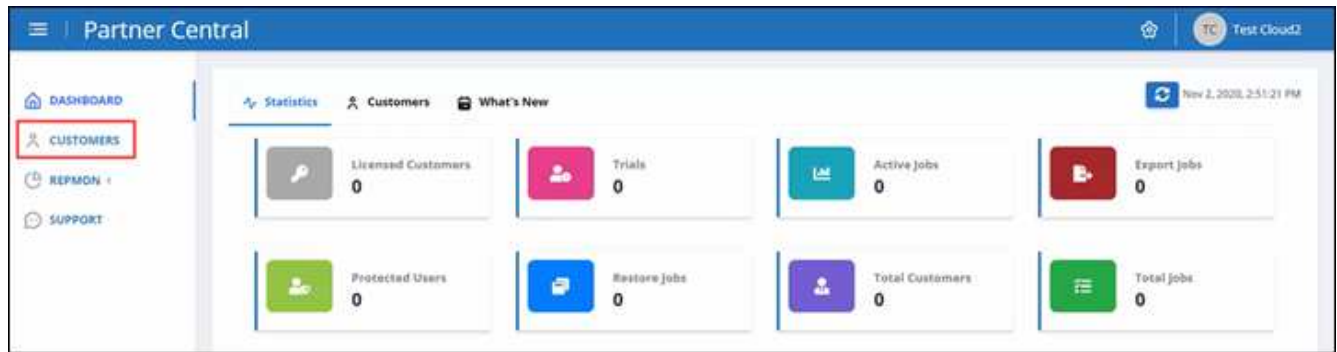 Partner Central
TC Test Cloud2
DASHBOARD
CUSTOMERS
REPMON
SUPPORT
Statistics Customers What's New
Nov 2, 2020, 2:51:21 PM
Licensed Customers
0
Trials
0
Active Jobs
0
Export Jobs
0
Protected Users
0
Restore Jobs
0
Total Customers
0
Total Jobs
0